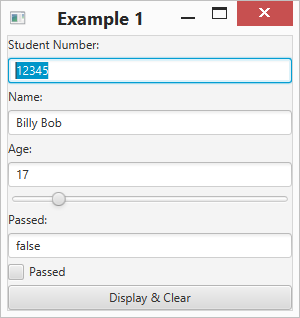 Example 1
Student Number:
12345
Name:
Billy Bob
Age:
17
Passed:
false
Passed
Display & Clear